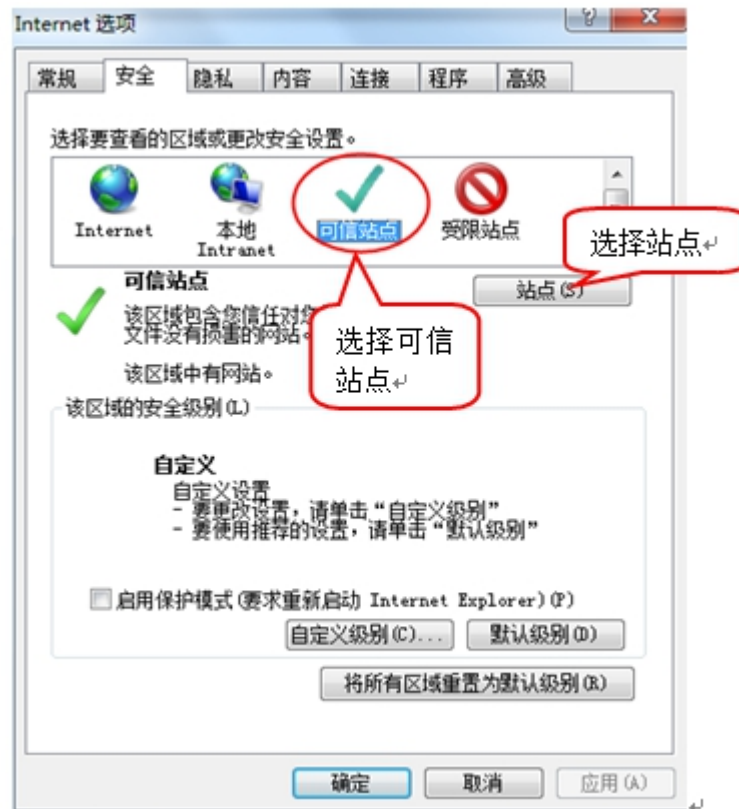 Internet 选项
常规 安全 隐私 内容 连接 程序 高级
选择要查看的区域或更改安全设置。
Internet
本地
Intranet
可信站点
受限站点
选择站点
可信站点
站点(S)
该区域包含您信任对您
文件没有损害的网站。
选择可信
站点
该区域中有网站。
该区域的安全级别(L)
自定义
自定义设置
- 要更改设置，请单击“自定义级别”
- 要使用推荐的设置，请单击“默认级别”
启用保护模式(要求重新启动 Internet Explorer)(P)
自定义级别(C)... 默认级别(D)
将所有区域重置为默认级别(R)
确定 取消 应用(A)